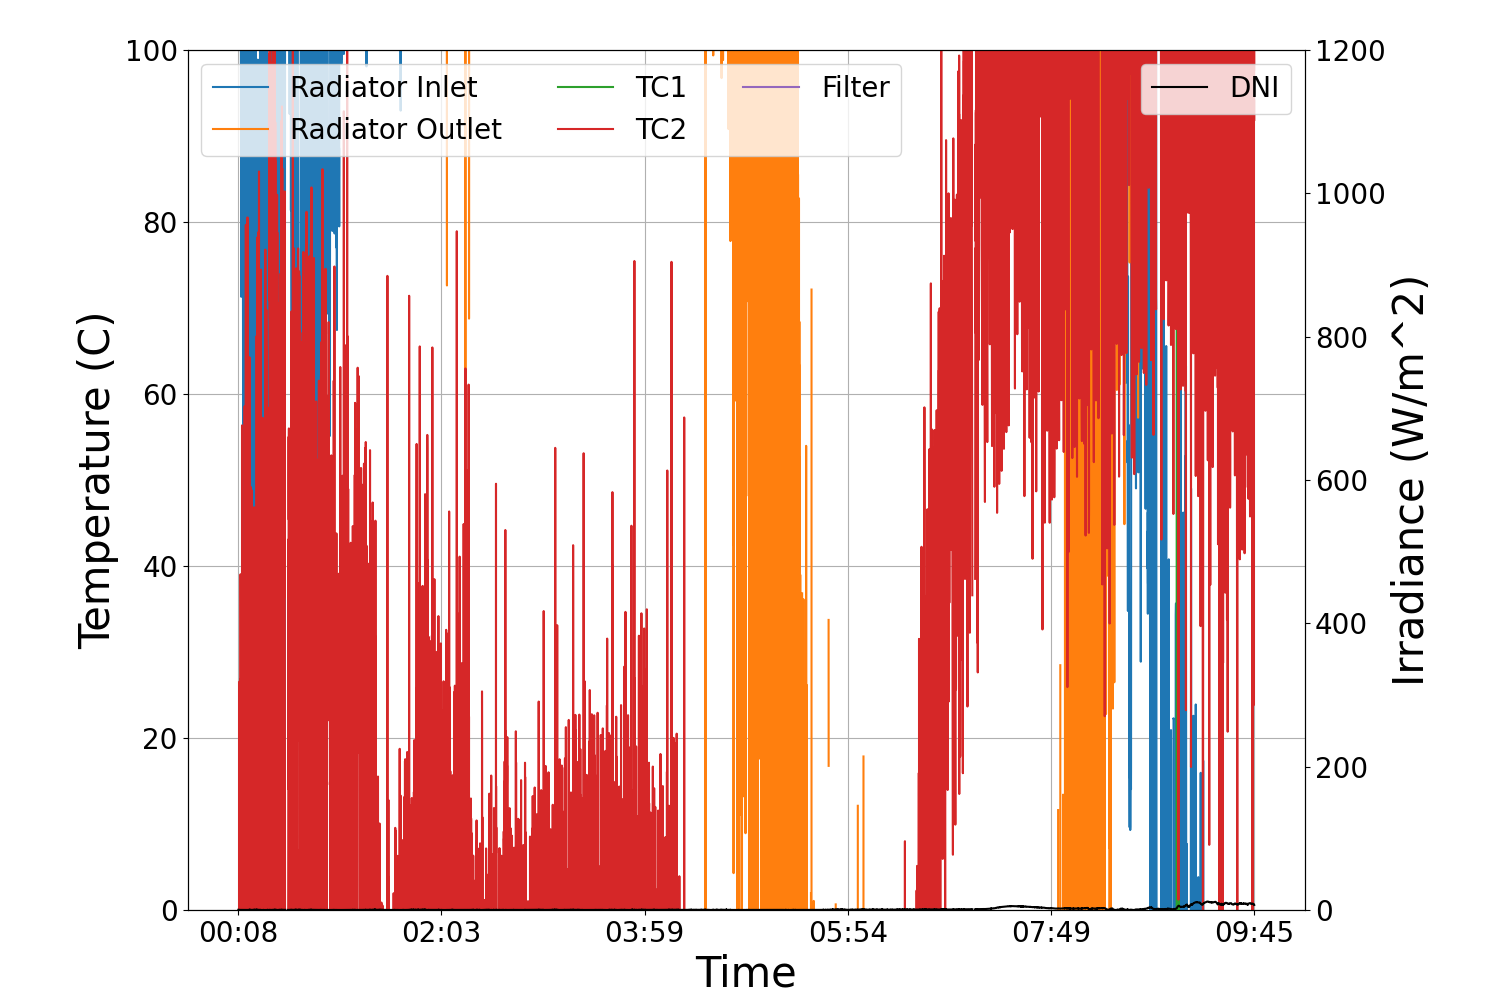 100
80
60
40
20
0
Temperature (C)
Radiator Inlet
Radiator Outlet
TC1
TC2
Filter
DNI
1200
1000
800
600
400
200
0
Irradiance (W/m^2)
00:08
02:03
03:59
05:54
07:49
09:45
Time